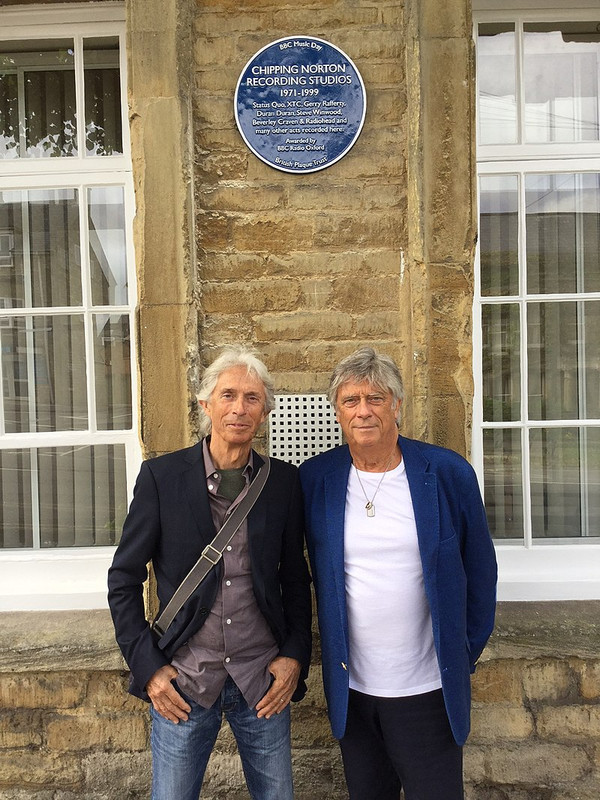 BBC Music Day
CHIPPING NORTON
RECORDING STUDIOS
1971-1999
Status Quo, XTC, Gerry Rafferty,
Duran Duran, Steve Winwood,
Beverley Craven & Radiohead and
many other acts recorded here.
Awarded by
BBC Radio Oxford
British Plaque Trust